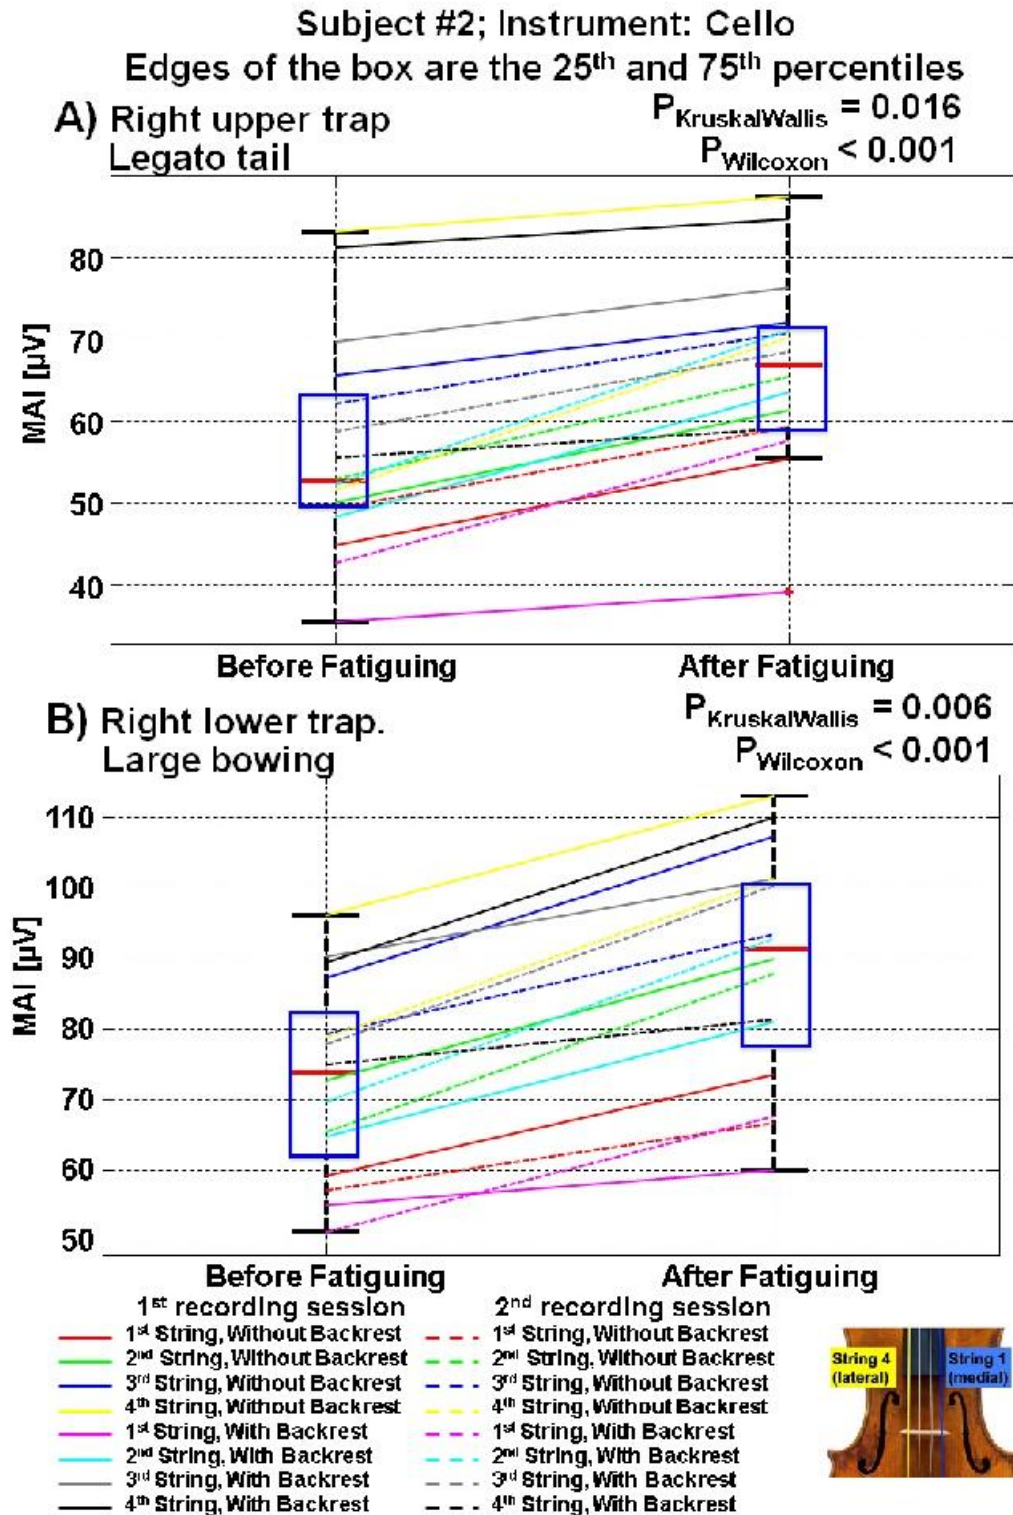 Subject #2; Instrument: Cello
Edges of the box are the 25th and 75th percentiles
A) Right upper trap
Legato tail
PKruskalWallis = 0.016
PWilcoxon < 0.001
80
70
60
50
40
MAI [µV]
Before Fatiguing
After Fatiguing
B) Right lower trap.
Large bowing
PKruskalWallis = 0.006
PWilcoxon < 0.001
110
100
90
80
70
60
50
MAI [µV]
Before Fatiguing
After Fatiguing
1st recording session
1st String, Without Backrest
2nd String, Without Backrest
3rd String, Without Backrest
4th String, Without Backrest
1st String, With Backrest
2nd String, With Backrest
3rd String, With Backrest
4th String, With Backrest
2nd recording session
1st String, Without Backrest
2nd String, Without Backrest
3rd String, Without Backrest
4th String, Without Backrest
1st String, With Backrest
2nd String, With Backrest
3rd String, With Backrest
4th String, With Backrest
String 4
(lateral)
String 1
(medial)